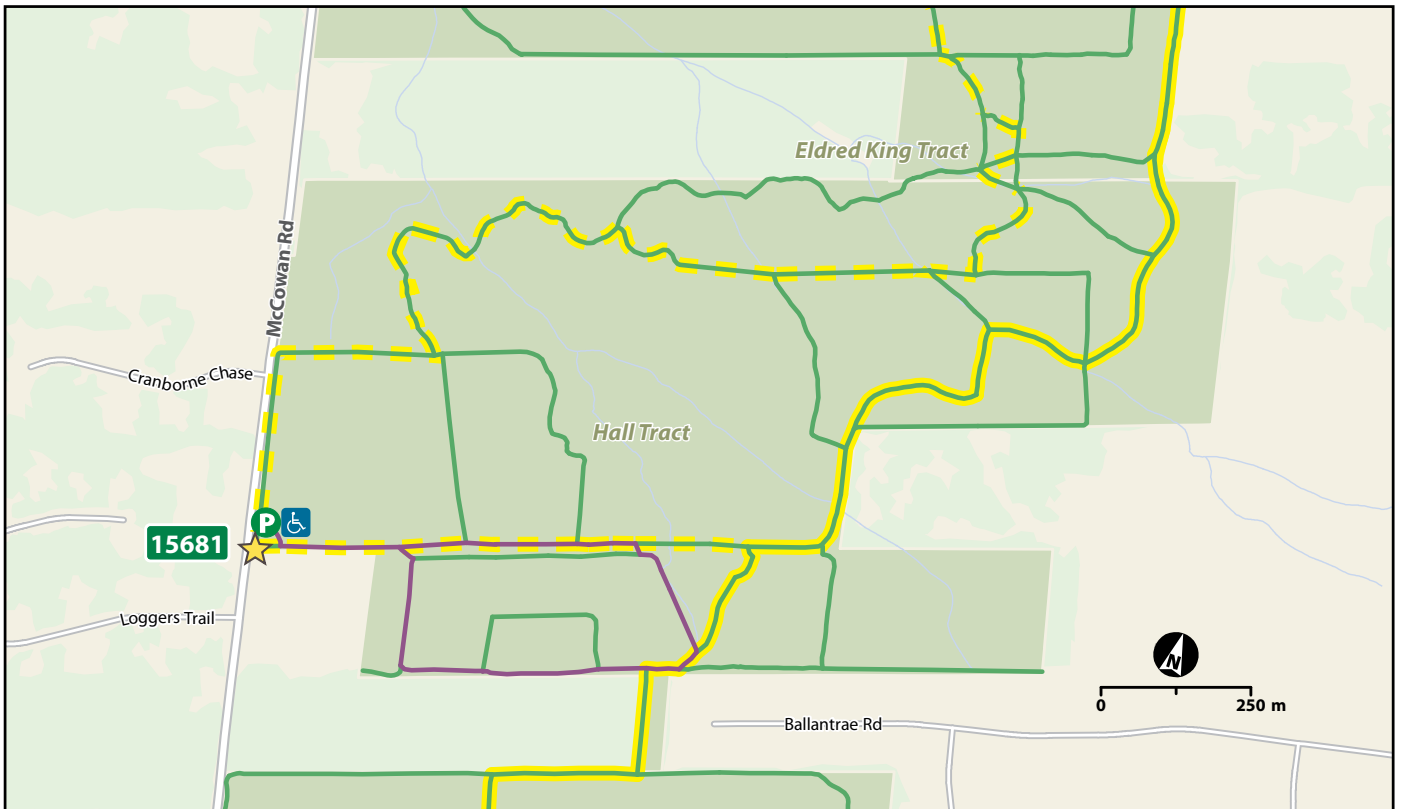 Eldred King Tract
McCowan Rd
Cranborne Chase
Hall Tract
P
15681
Loggers Trail
N
0 250 m
Ballantrae Rd